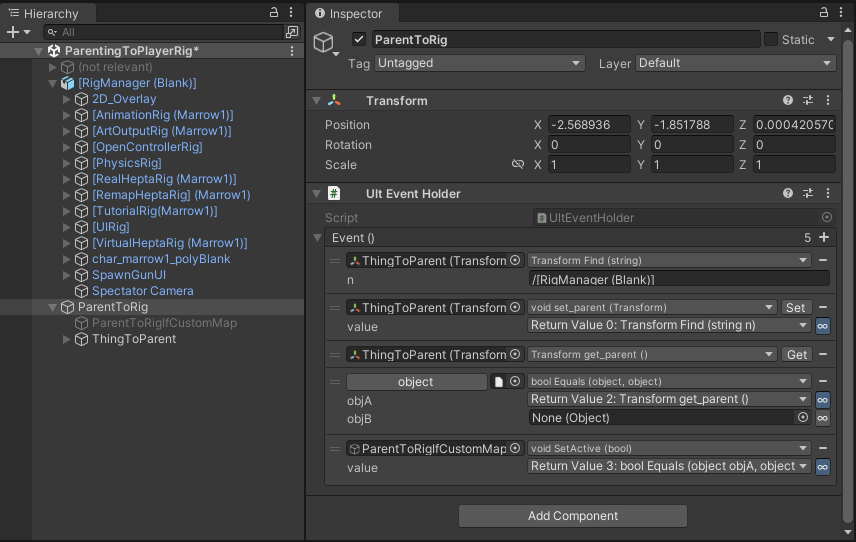 Hierarchy
All
ParentingToPlayerRig*
(not relevant)
[RigManager (Blank)]
2D_Overlay
[AnimationRig (Marrow1)]
[ArtOutputRig (Marrow1)]
[OpenControllerRig]
[PhysicsRig]
[RealHeptaRig (Marrow1)]
[RemapHeptaRig] (Marrow1)
[TutorialRig(Marrow1)]
[UIRig]
[VirtualHeptaRig (Marrow1)]
char_marrow1_polyBlank
SpawnGunUI
Spectator Camera
ParentToRig
ParentToRigIfCustomMap
ThingToParent
Inspector
ParentToRig
Static
Tag Untagged Layer Default
Transform
Position X -2.568936 Y -1.851788 Z 0.000420570
Rotation X 0 Y 0 Z 0
Scale X 1 Y 1 Z 1
Ult Event Holder
Script UltEventHolder
Event () 5
ThingToParent (Transform Transform Find (string)
n /[RigManager (Blank)]
ThingToParent (Transform void set_parent (Transform) Set
value Return Value 0: Transform Find (string n)
ThingToParent (Transform Transform get_parent () Get
object bool Equals (object, object)
objA Return Value 2: Transform get_parent ()
objB None (Object)
ParentToRigIfCustomMap void SetActive (bool)
value Return Value 3: bool Equals (object objA, object
Add Component